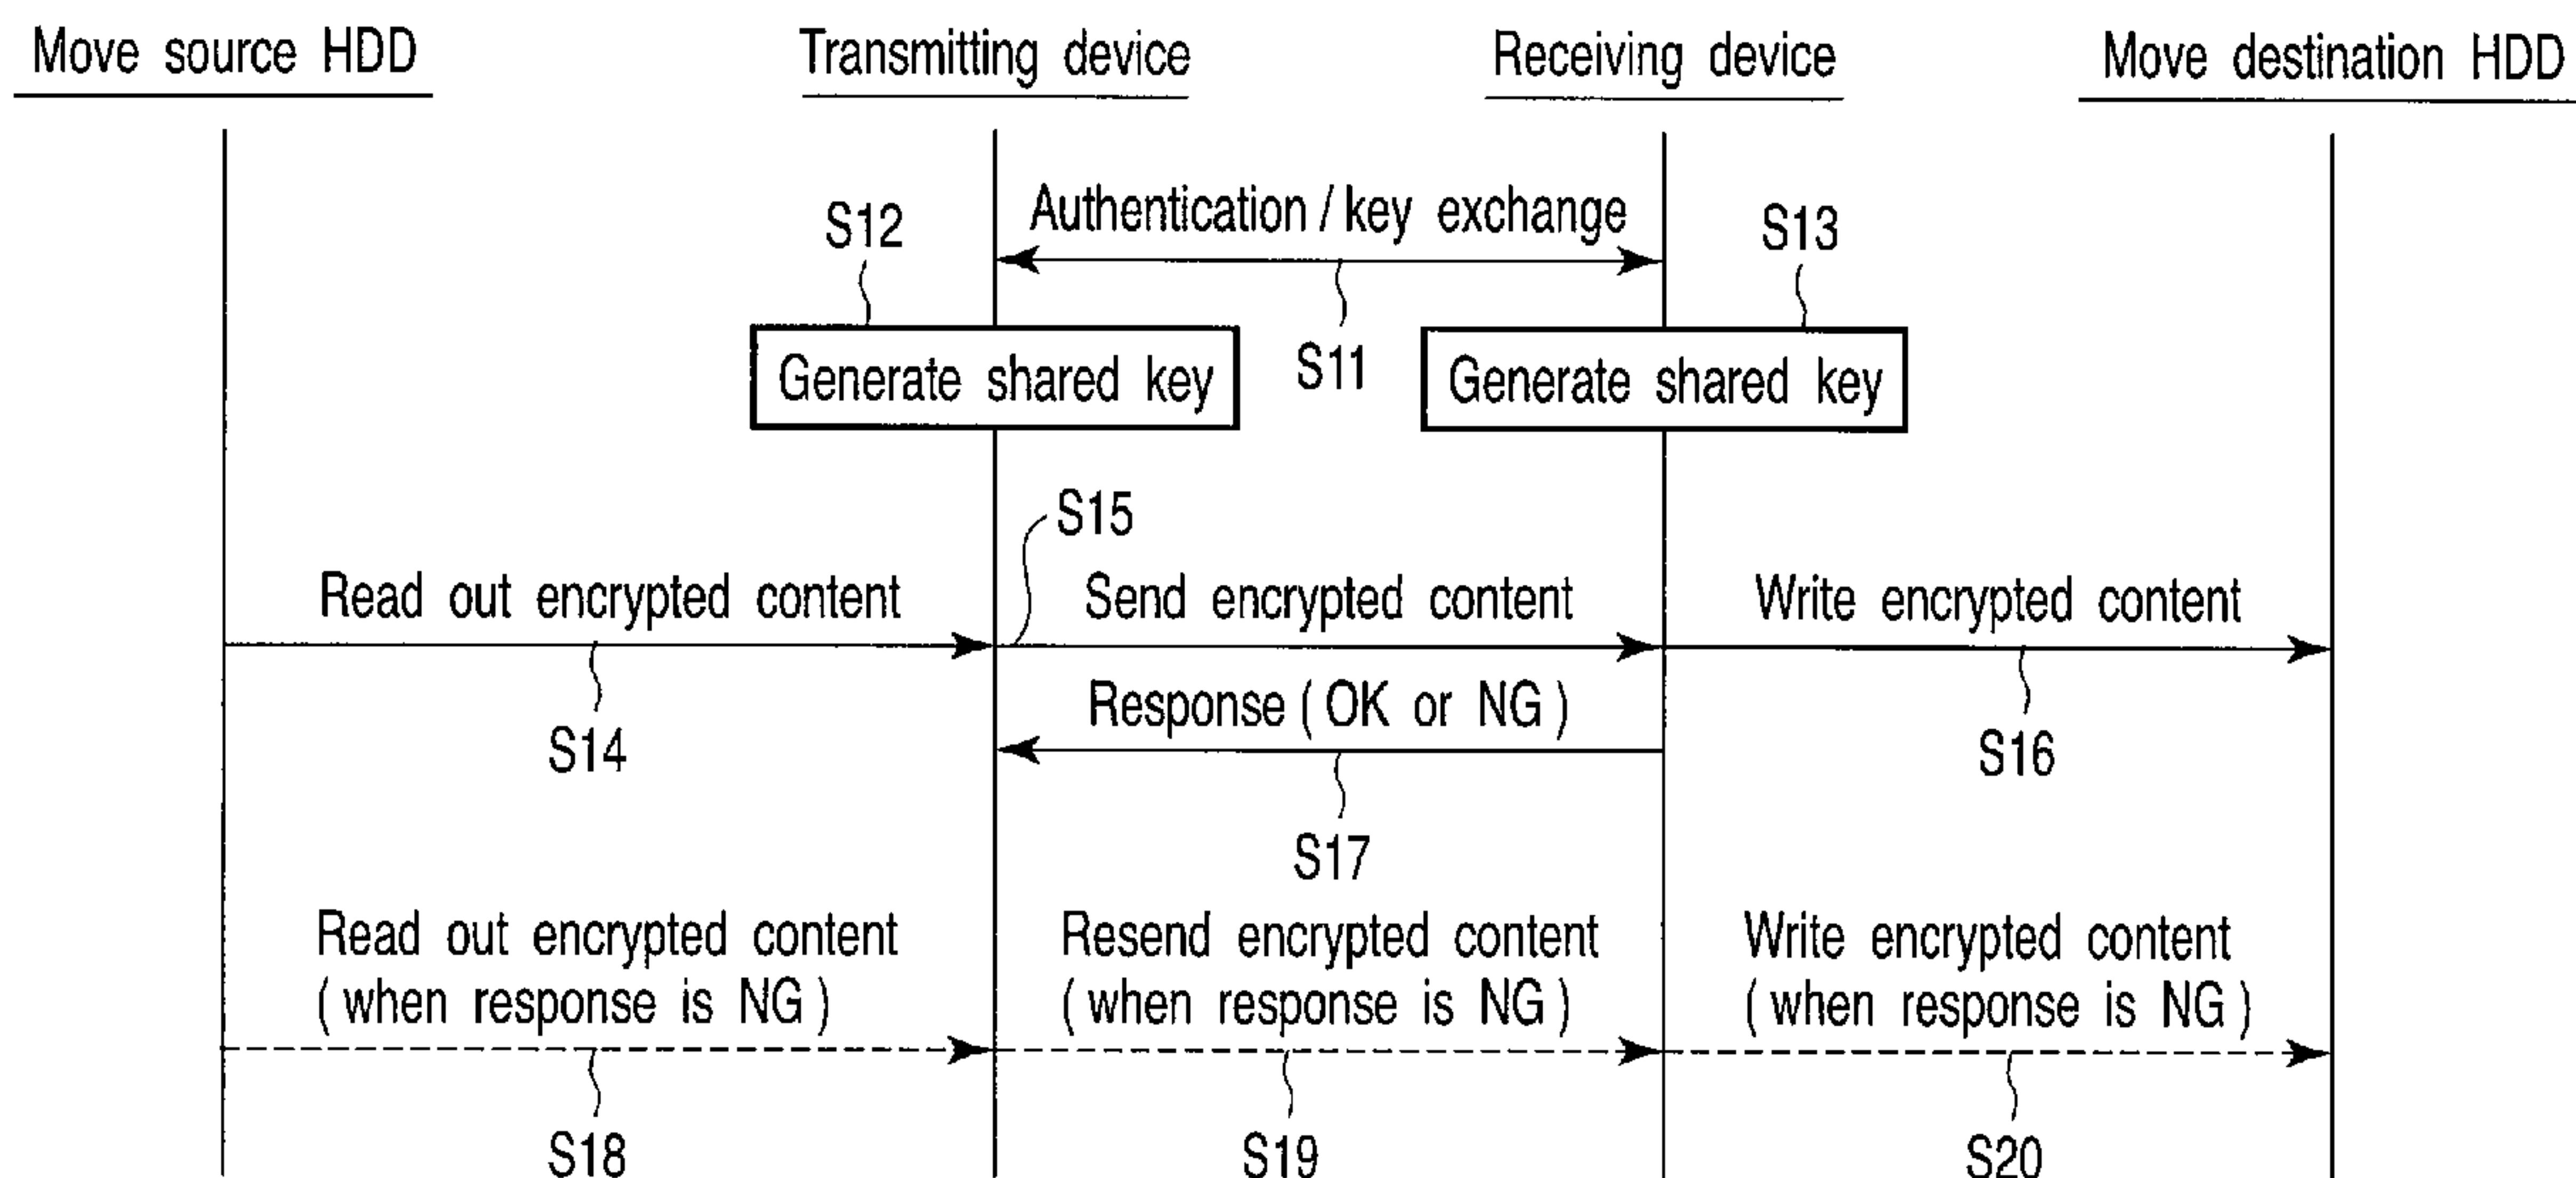 Move source HDD
Transmitting device
Receiving device
Move destination HDD
Authentication / key exchange
S12
S13
S11
Generate shared key
Generate shared key
S15
Read out encrypted content
Send encrypted content
Write encrypted content
S14
Response ( OK or NG )
S16
S17
Read out encrypted content
( when response is NG )
Resend encrypted content
( when response is NG )
Write encrypted content
( when response is NG )
S18
S19
S20